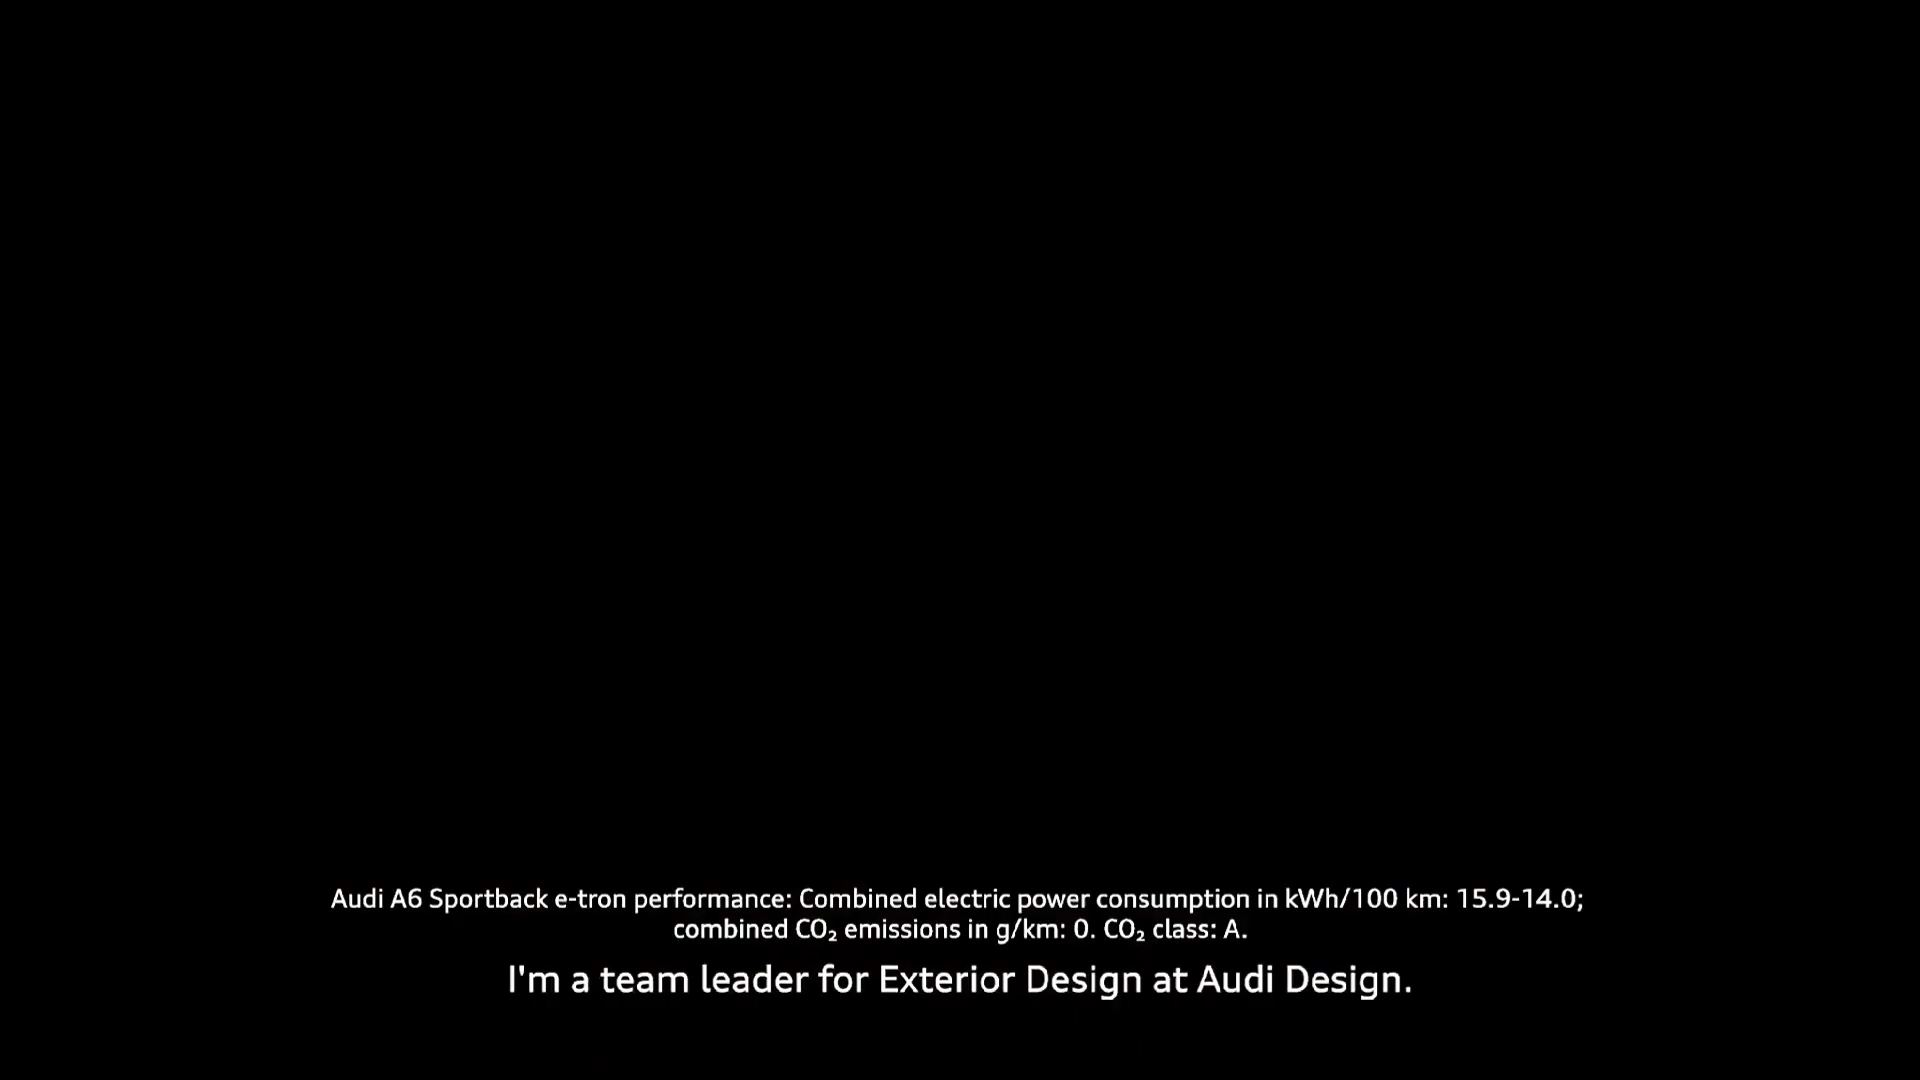 Audi A6 Sportback e-tron performance: Combined electric power consumption in kWh/100 km: 15.9-14.0;
combined CO₂ emissions in g/km: 0. CO₂ class: A.
I'm a team leader for Exterior Design at Audi Design.